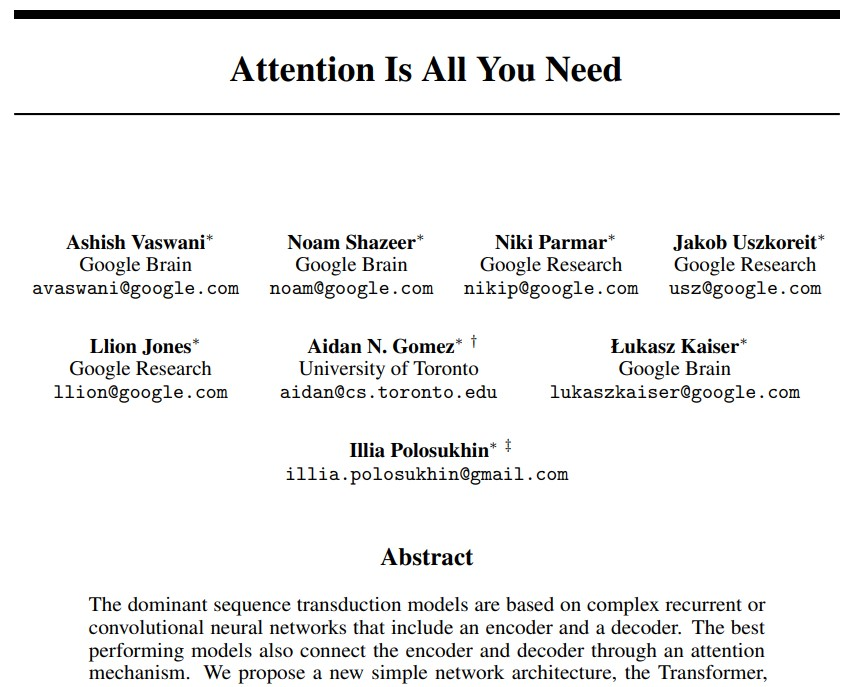 Attention Is All You Need
Ashish Vaswani* Noam Shazeer* Niki Parmar* Jakob Uszkoreit*
Google Brain Google Brain Google Research Google Research
avaswani@google.com noam@google.com nikip@google.com usz@google.com
Llion Jones* Aidan N. Gomez* † Łukasz Kaiser*
Google Research University of Toronto Google Brain
llion@google.com aidan@cs.toronto.edu lukaszkaiser@google.com
Illia Polosukhin* ‡
illia.polosukhin@gmail.com
Abstract
The dominant sequence transduction models are based on complex recurrent or
convolutional neural networks that include an encoder and a decoder. The best
performing models also connect the encoder and decoder through an attention
mechanism. We propose a new simple network architecture, the Transformer,